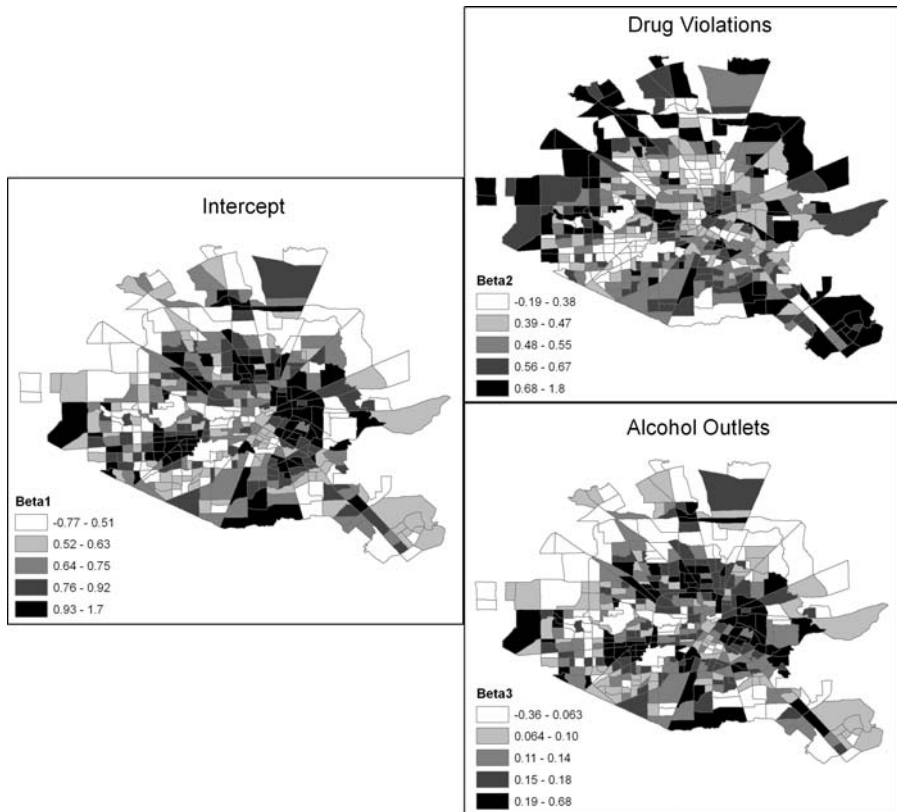 Drug Violations
Beta2
-0.19 - 0.38
0.39 - 0.47
0.48 - 0.55
0.56 - 0.67
0.68 - 1.8
Intercept
Beta1
-0.77 - 0.51
0.52 - 0.63
0.64 - 0.75
0.76 - 0.92
0.93 - 1.7
Alcohol Outlets
Beta3
-0.36 - 0.063
0.064 - 0.10
0.11 - 0.14
0.15 - 0.18
0.19 - 0.68